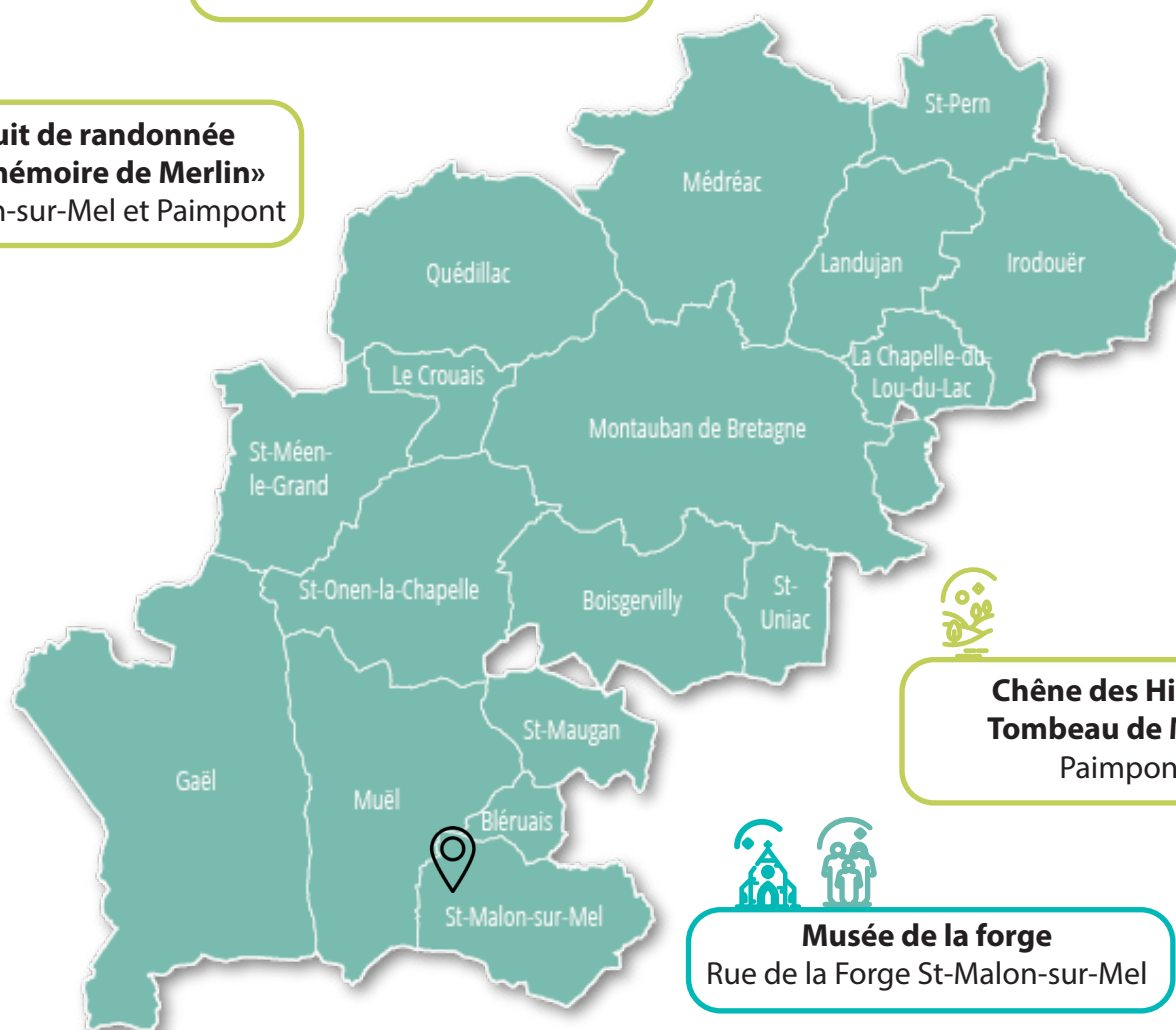 uit de randonnée
mémoire de Merlin»
n-sur-Mel et Paimpont
St-Pern
Médréac
Landujan
Irodouër
Quédillac
La Chapelle-du-
Lou-du-Lac
Le Crouais
Montauban de Bretagne
St-Méen-
le-Grand
St-Onen-la-Chapelle
Boisgervilly
St-
Uniac
Chêne des Hi
Tombeau de M
Paimpon
St-Maugan
Gaël
Muël
Bléruais
St-Malon-sur-Mel
Musée de la forge
Rue de la Forge St-Malon-sur-Mel